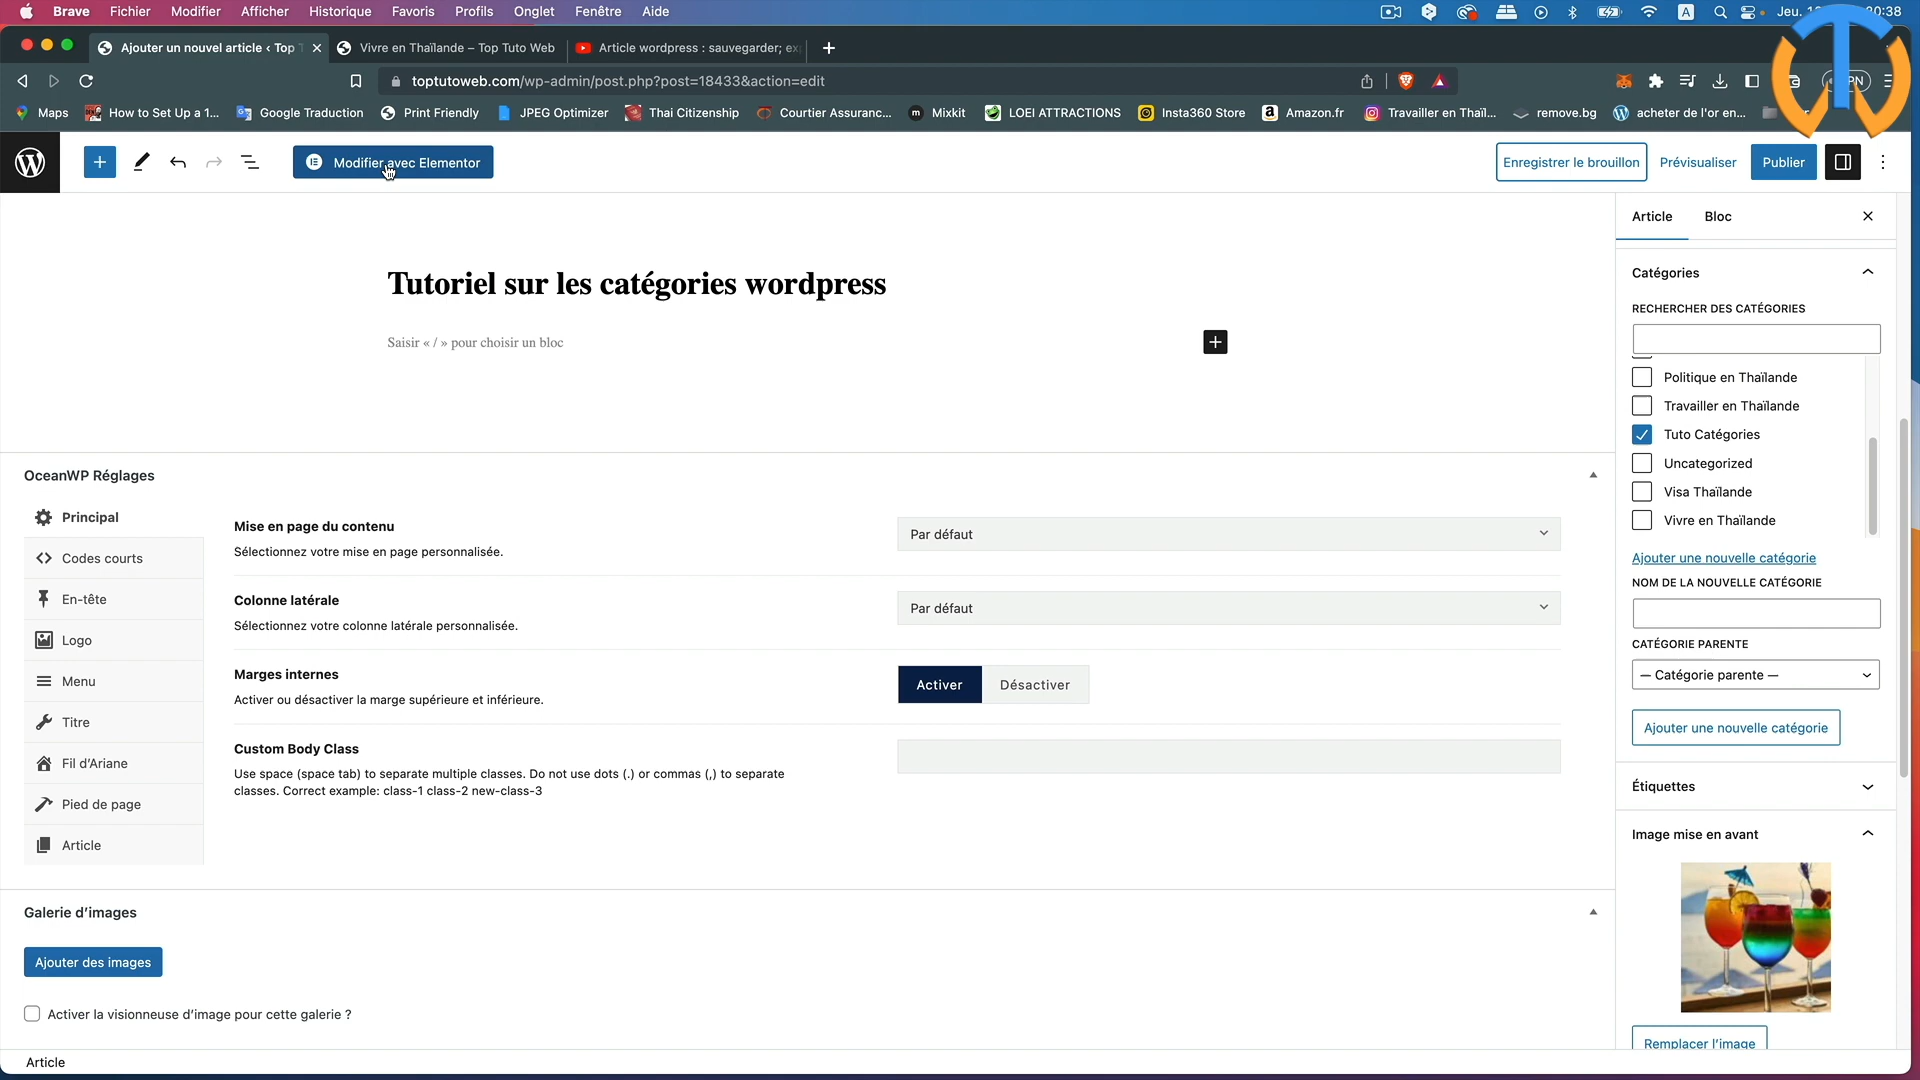 Brave Fichier Modifier Afficher Historique Favoris Profils Onglet Fenêtre Aide
A Jeu. :38
Ajouter un nouvel article ‹ Top
Vivre en Thaïlande – Top Tuto Web
Article wordpress : sauvegarder; ex
toptutoweb.com/wp-admin/post.php?post=18433&action=edit
Maps
How to Set Up a 1...
Google Traduction
Print Friendly
JPEG Optimizer
Thai Citizenship
Courtier Assuranc...
m Mixkit
LOEI ATTRACTIONS
Insta360 Store
a Amazon.fr
Travailler en Thaïl...
remove.bg
acheter de l'or en...
Modifier avec Elementor
Enregistrer le brouillon
Prévisualiser
Publier
Tutoriel sur les catégories wordpress
Saisir « / » pour choisir un bloc
OceanWP Réglages
Principal
Codes courts
En-tête
Logo
Menu
Titre
Fil d'Ariane
Pied de page
Article
Mise en page du contenu
Sélectionnez votre mise en page personnalisée.
Par défaut
Colonne latérale
Sélectionnez votre colonne latérale personnalisée.
Par défaut
Marges internes
Activer ou désactiver la marge supérieure et inférieure.
Activer Désactiver
Custom Body Class
Use space (space tab) to separate multiple classes. Do not use dots (.) or commas (,) to separate
classes. Correct example: class-1 class-2 new-class-3
Galerie d'images
Ajouter des images
Activer la visionneuse d'image pour cette galerie ?
Article
Article Bloc
Catégories
RECHERCHER DES CATÉGORIES
Politique en Thaïlande
Travailler en Thaïlande
Tuto Catégories
Uncategorized
Visa Thaïlande
Vivre en Thaïlande
Ajouter une nouvelle catégorie
NOM DE LA NOUVELLE CATÉGORIE
CATÉGORIE PARENTE
— Catégorie parente —
Ajouter une nouvelle catégorie
Étiquettes
Image mise en avant
Remplacer l'image